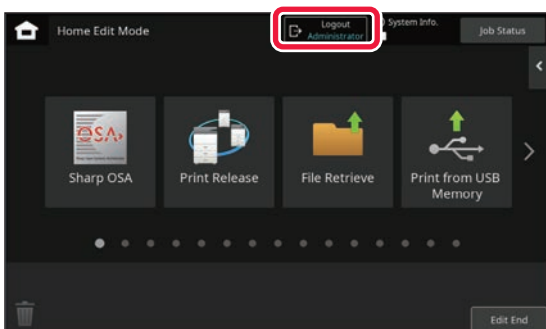 Home Edit Mode
Logout
Administrator
System Info.
Job Status
OSA
Sharp OSA
Print Release
File Retrieve
Print from USB
Memory
Edit End